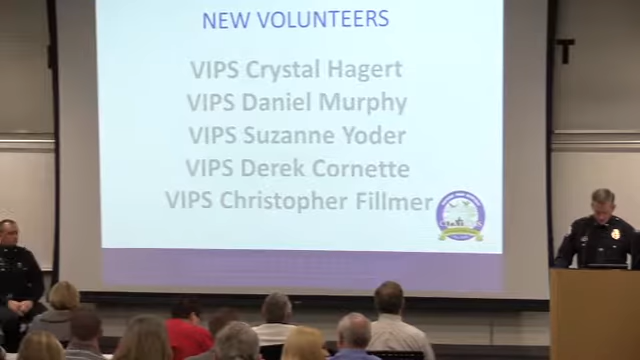 NEW VOLUNTEERS
VIPS Crystal Hagert
VIPS Daniel Murphy
VIPS Suzanne Yoder
VIPS Derek Cornette
VIPS Christopher Fillmer